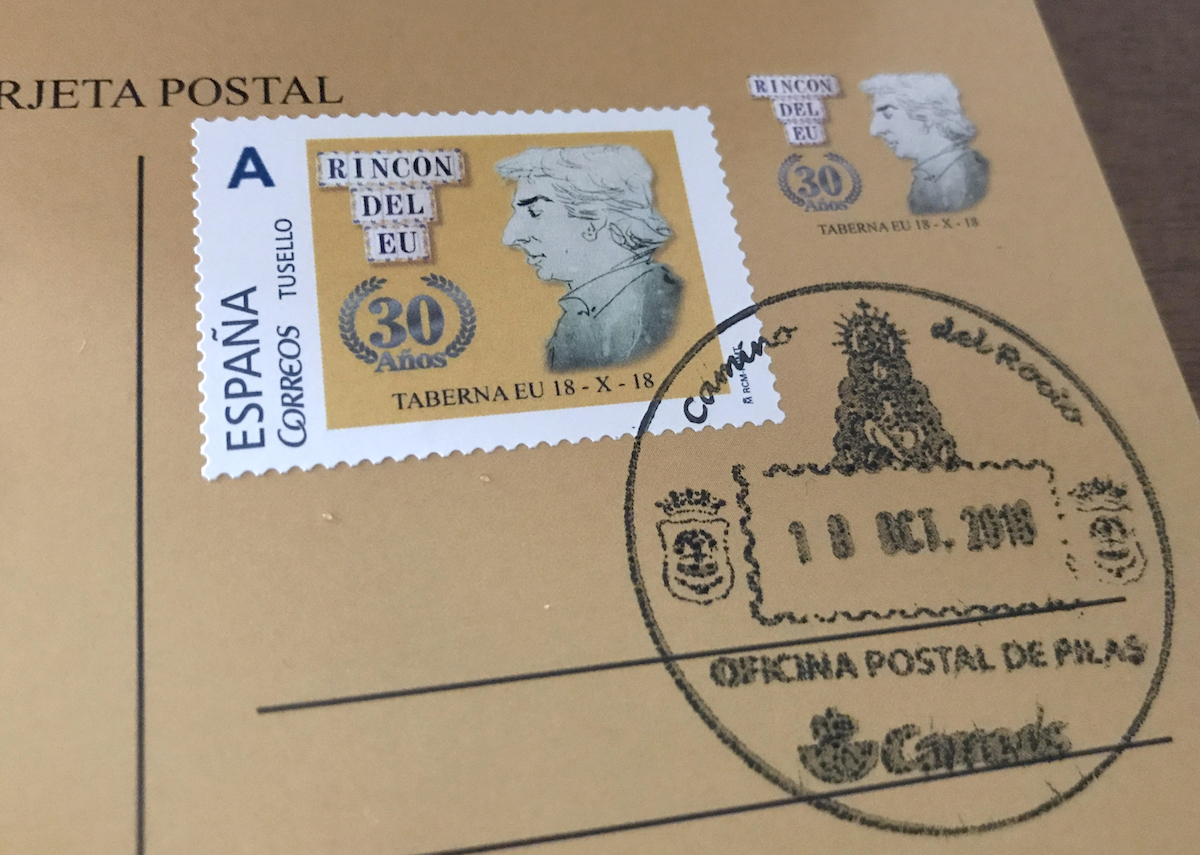 RJETA POSTAL
A
ESPAÑA
CORREOS TUSELLO
RINCON
DEL
EU
30
Años
TABERNA EU 18 - X - 18
RINCON
DEL
EU
30
Años
TABERNA EU 18 - X - 18
Camino del Rocio
18 OCT. 2018
OFICINA POSTAL DE PILAS
Correos